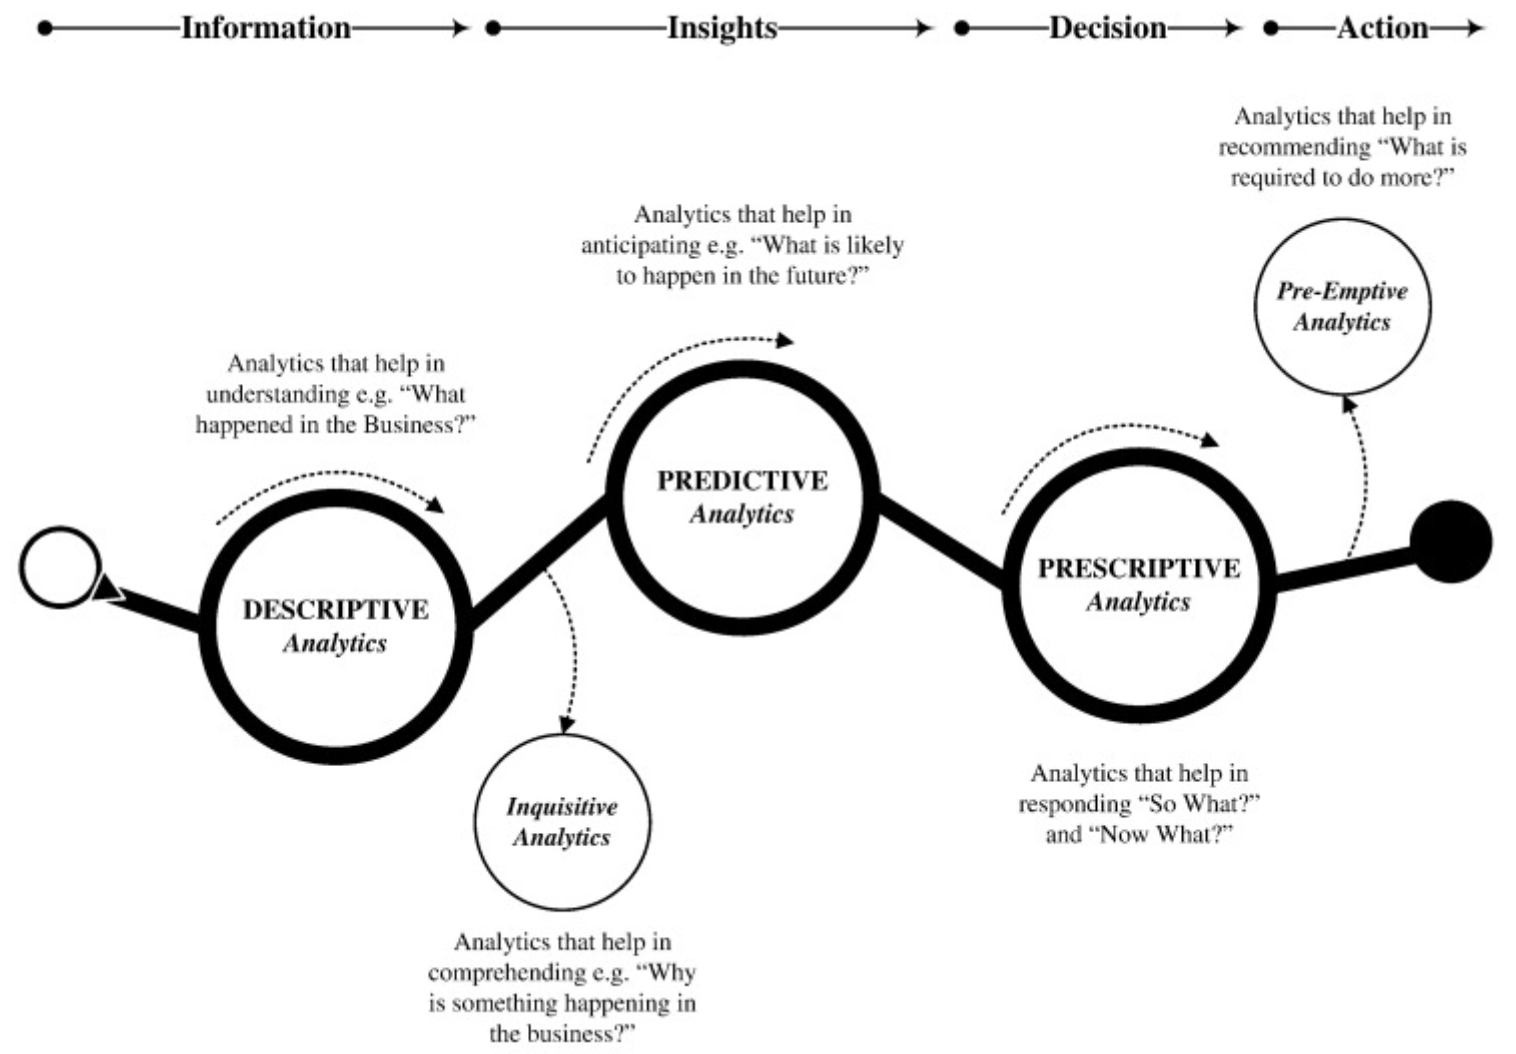 Information
Insights
Decision
Action
Analytics that help in
recommending “What is
required to do more?”
Pre-Emptive
Analytics
Analytics that help in
anticipating e.g. “What is likely
to happen in the future?”
Analytics that help in
understanding e.g. “What
happened in the Business?”
DESCRIPTIVE
Analytics
PREDICTIVE
Analytics
PRESCRIPTIVE
Analytics
Inquisitive
Analytics
Analytics that help in
comprehending e.g. “Why
is something happening in
the business?”
Analytics that help in
responding “So What?”
and “Now What?”